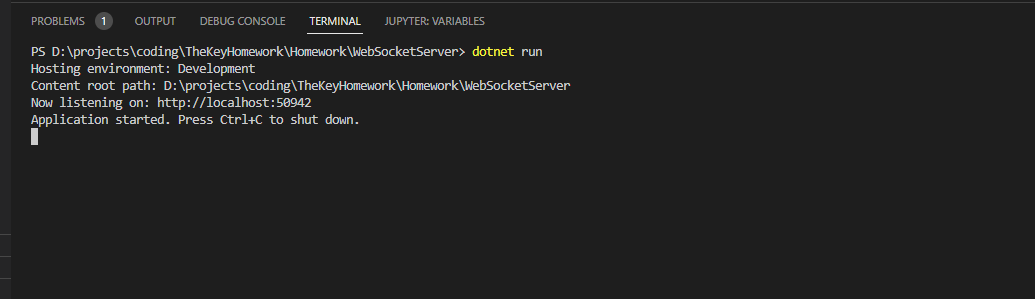 PROBLEMS 1 OUTPUT DEBUG CONSOLE TERMINAL JUPYTER: VARIABLES
PS D:\projects\coding\TheKeyHomework\Homework\WebSocketServer> dotnet run
Hosting environment: Development
Content root path: D:\projects\coding\TheKeyHomework\Homework\WebSocketServer
Now listening on: http://localhost:50942
Application started. Press Ctrl+C to shut down.